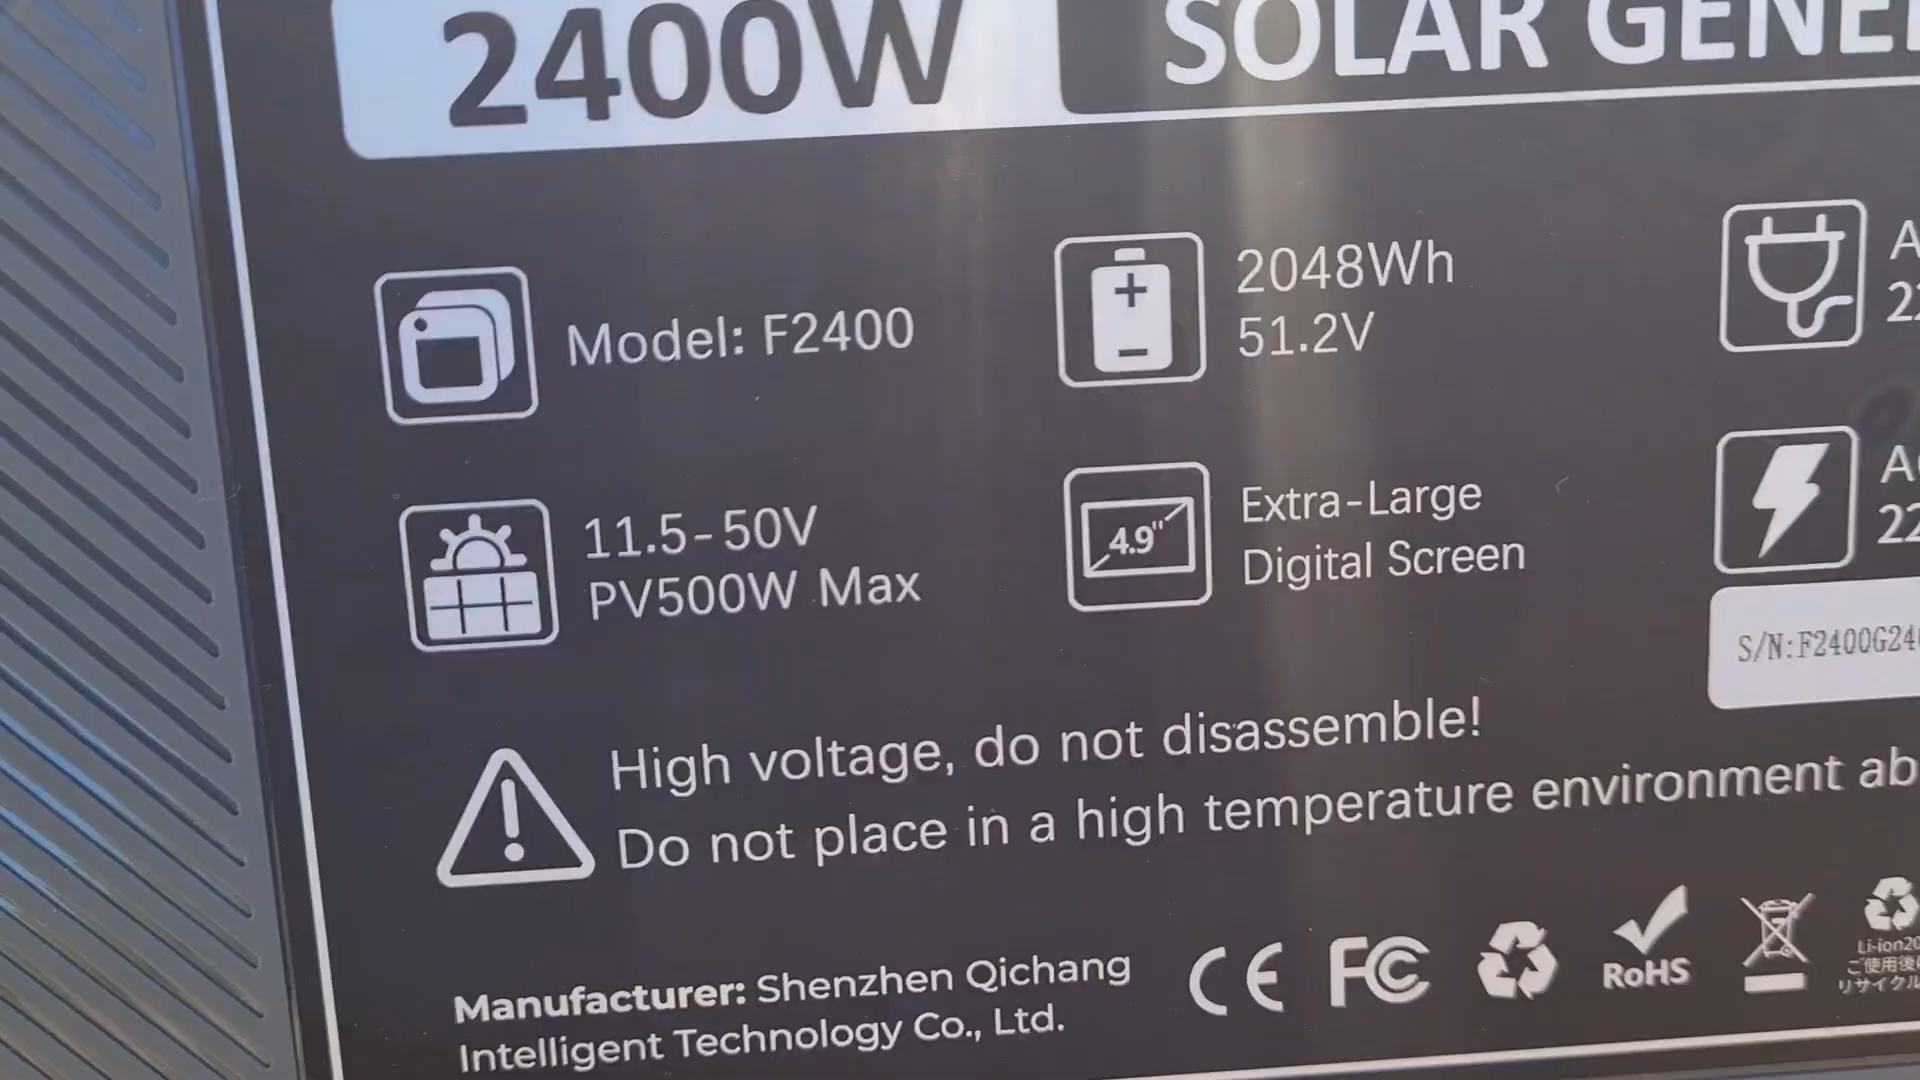 2400W
SOLAR GENE
Model: F2400
2048Wh
51.2V
11.5-50V
PV500W Max
4.9"
Extra-Large
Digital Screen
S/N:F2400G24
High voltage, do not disassemble!
Do not place in a high temperature environment ab
Manufacturer: Shenzhen Qichang
Intelligent Technology Co., Ltd.
CE
FC
RoHS
Li-ion20
ご使用後は
リサイクル